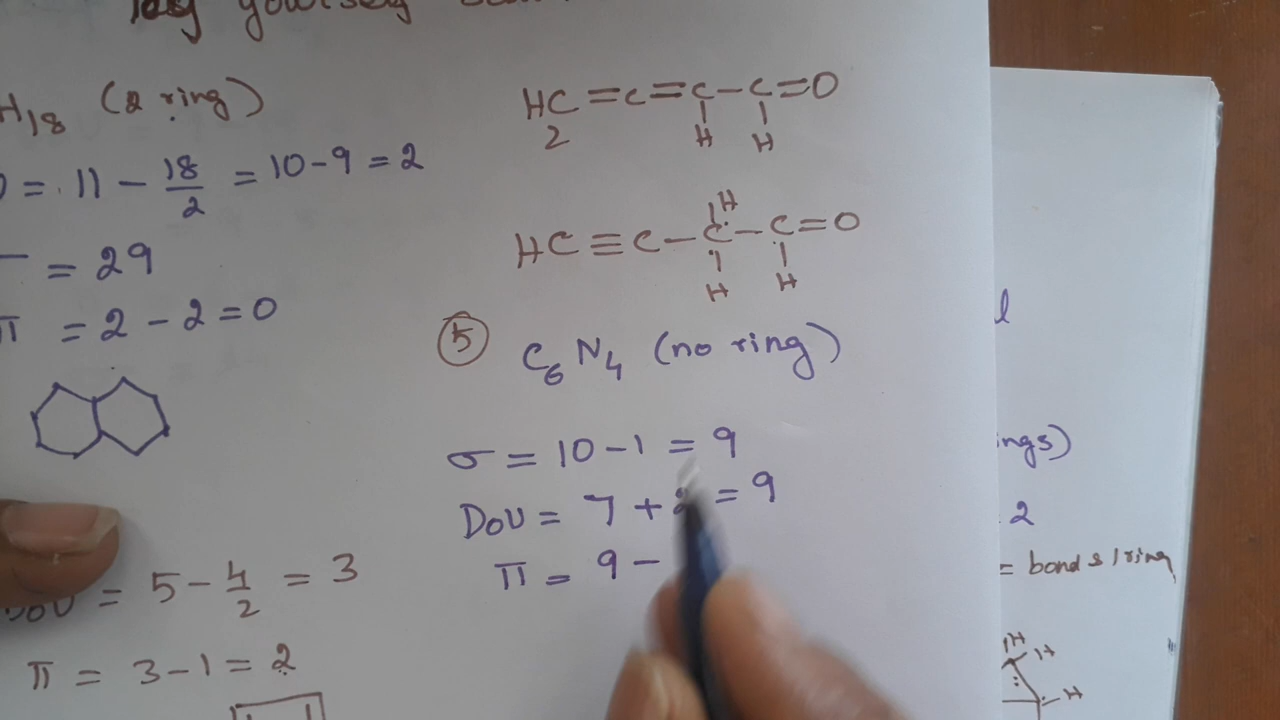 yourself
H₁₈ (2 ring)
= 11 − 18/2 = 10−9 = 2
= 29
π = 2 − 2 = 0
DOU = 5 − 4/2 = 3
π = 3−1 = 2
HC=C=C−C=O
2 H H
H
HC≡C−C−C=O
H H
⑤ C₆N₄ (no ring)
σ = 10−1 = 9
DOU = 7 + 2 = 9
π = 9 −
l
ings)
2
= bonds/ring
H H
H